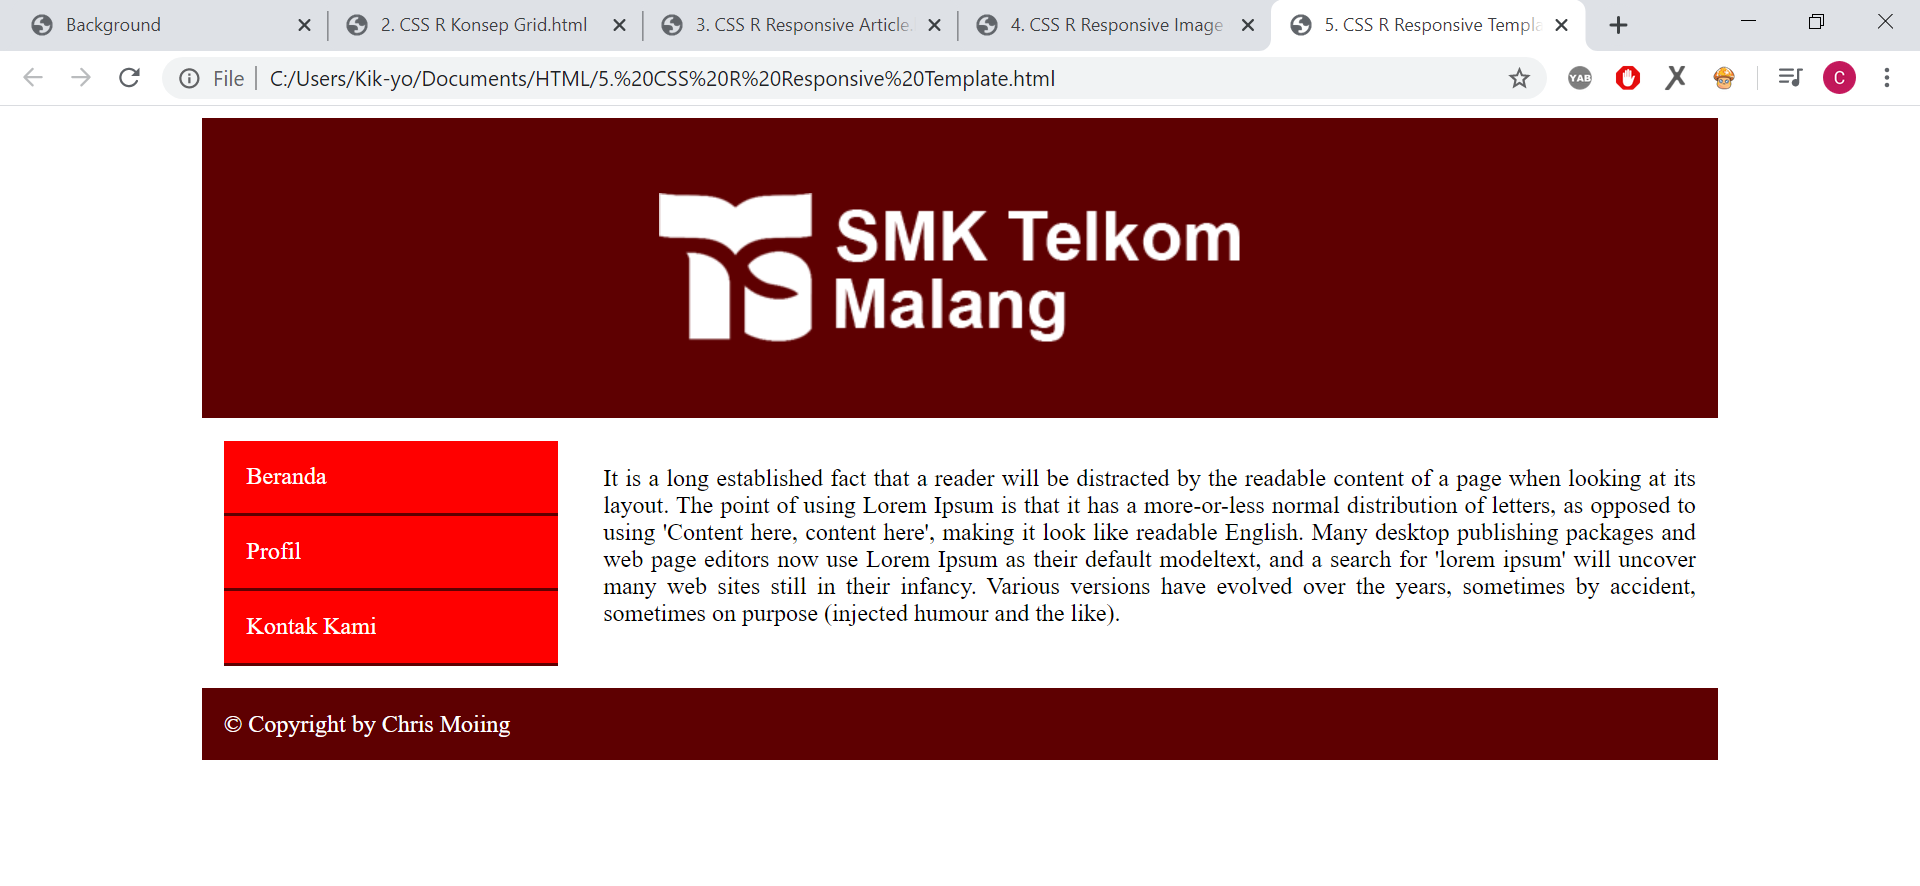 Background
2. CSS R Konsep Grid.html
3. CSS R Responsive Article.
4. CSS R Responsive Image
5. CSS R Responsive Templa
File
C:/Users/Kik-yo/Documents/HTML/5.%20CSS%20R%20Responsive%20Template.html
YAB
C
SMK Telkom
Malang
Beranda
Profil
Kontak Kami
It is a long established fact that a reader will be distracted by the readable content of a page when looking at its
layout. The point of using Lorem Ipsum is that it has a more-or-less normal distribution of letters, as opposed to
using 'Content here, content here', making it look like readable English. Many desktop publishing packages and
web page editors now use Lorem Ipsum as their default modeltext, and a search for 'lorem ipsum' will uncover
many web sites still in their infancy. Various versions have evolved over the years, sometimes by accident,
sometimes on purpose (injected humour and the like).
© Copyright by Chris Moiing